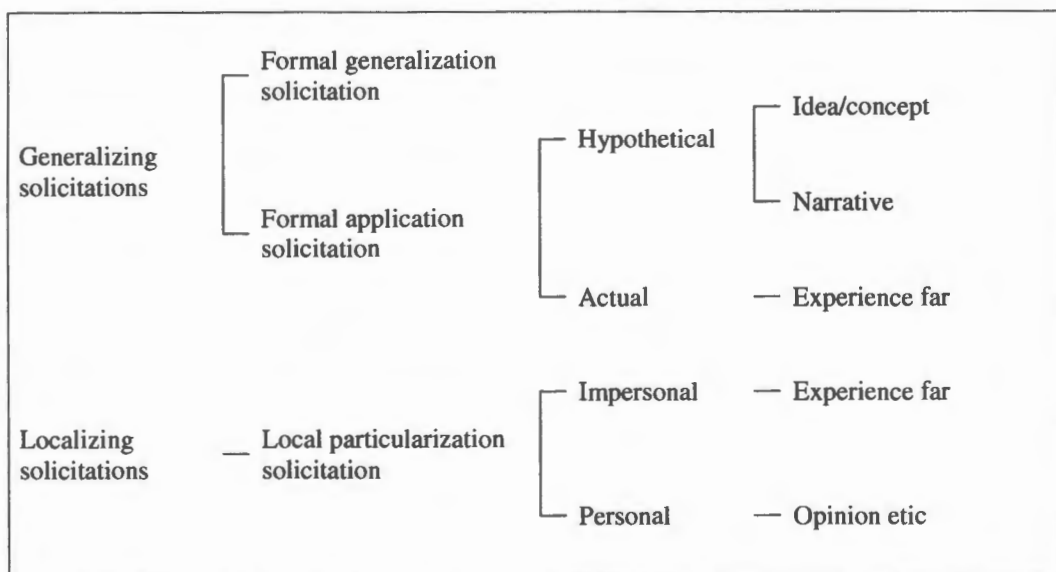 Formal generalization
solicitation
Idea/concept
Hypothetical
Generalizing
solicitations
Narrative
Formal application
solicitation
Actual
Experience far
Impersonal
Experience far
Localizing
solicitations
Local particularization
solicitation
Personal
Opinion etic